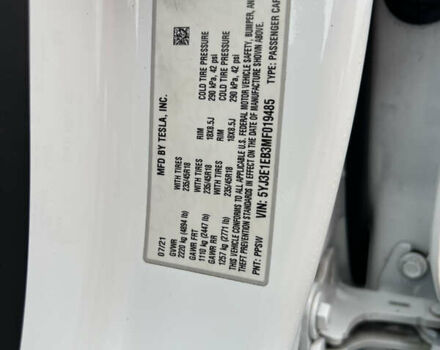 MFD BY TESLA, INC.
07/21
GVWR
2220 kg (4894 lb)
GAWR FRT WITH TIRES RIM COLD TIRE PRESSURE
1110 kg (2447 lb) 235/45R18 18X8.5J 290 kPa, 42 psi
GAWR RR WITH TIRES RIM COLD TIRE PRESSURE
1257 kg (2771 lb) 235/45R18 18X8.5J 290 kPa, 42 psi
THIS VEHICLE CONFORMS TO ALL APPLICABLE U.S. FEDERAL MOTOR VEHICLE SAFETY, BUMPER, AN
THEFT PREVENTION STANDARDS IN EFFECT ON THE DATE OF MANUFACTURE SHOWN ABOVE.
VIN: 5YJ3E1EB3MF019485
PNT: PPSW TYPE: PASSENGER CAR